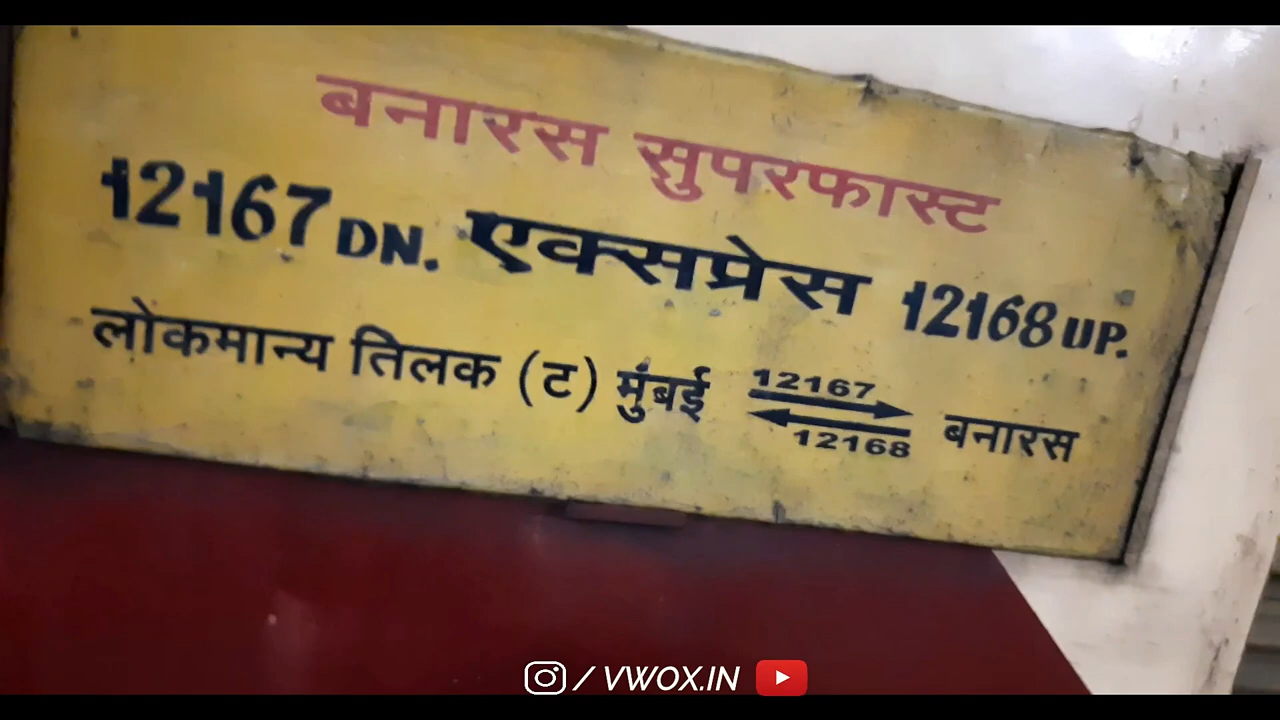 बनारस सुपरफास्ट
12167 DN. एक्सप्रेस 12168 UP.
लोकमान्य तिलक (ट) मुंबई 12167 बनारस
12168
/ VWOX.IN